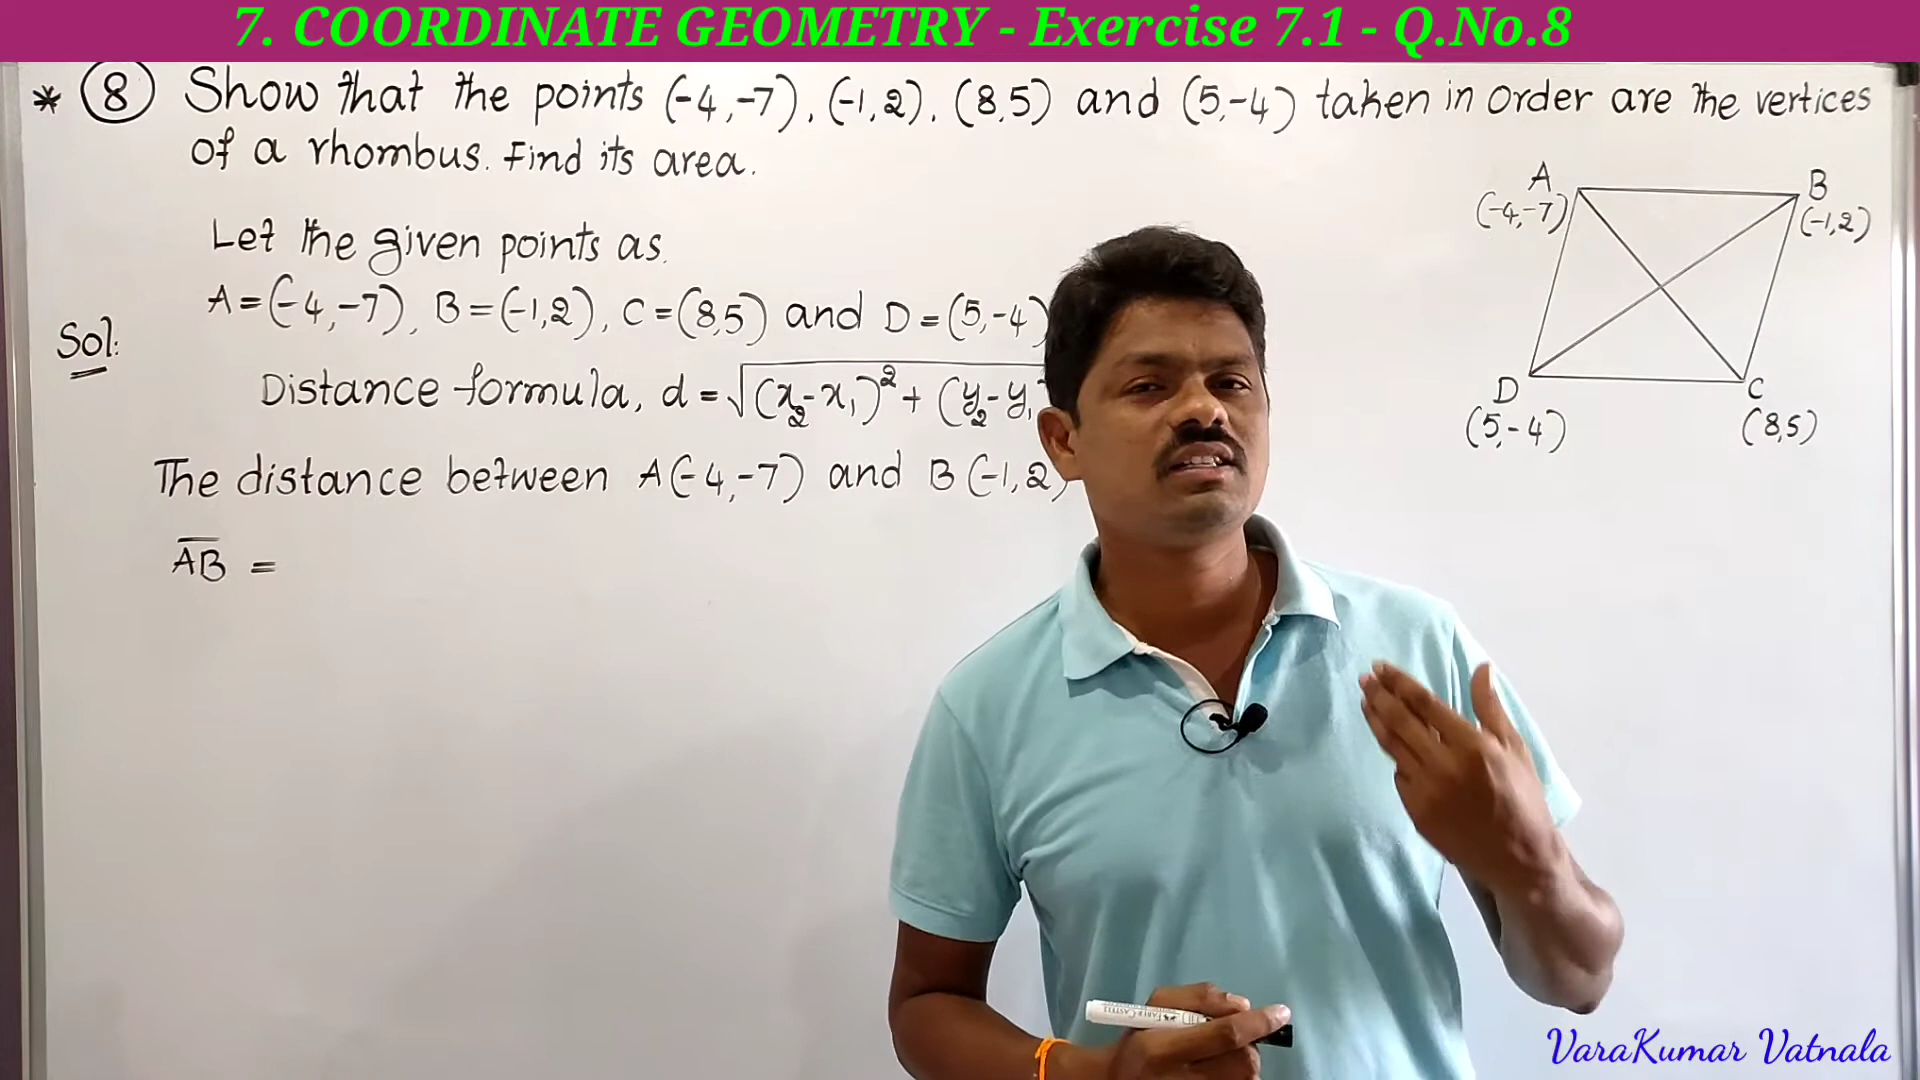 7. COORDINATE GEOMETRY - Exercise 7.1 - Q.No.8
* 8 Show that the points (-4,-7), (-1,2), (8,5) and (5,-4) taken in order are the vertices
of a rhombus. Find its area.
Let the given points as.
A=(-4,-7), B=(-1,2), C=(8,5) and D=(5,-4)
Sol:
Distance formula, d=√(x₂-x₁)²+(y₂-y₁
The distance between A(-4,-7) and B(-1,2)
AB =
A
(-4,-7)
B
(-1,2)
D
(5,-4)
C
(8,5)
FABER CASTELL
VaraKumar Vatnala